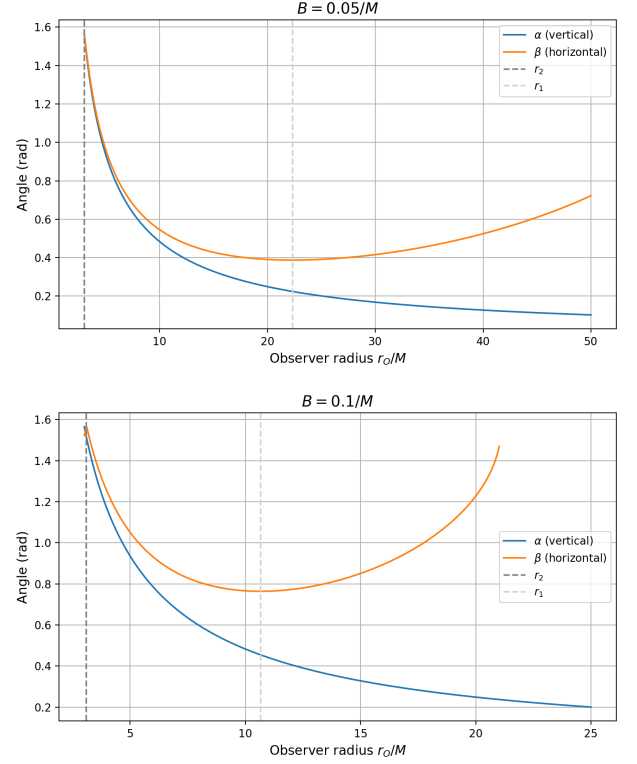 B = 0.05/M
1.6
1.4
1.2
1.0
0.8
0.6
0.4
0.2
Angle (rad)
α (vertical)
β (horizontal)
r₂
r₁
10 20 30 40 50
Observer radius r_O/M
B = 0.1/M
1.6
1.4
1.2
1.0
0.8
0.6
0.4
0.2
Angle (rad)
α (vertical)
β (horizontal)
r₂
r₁
5 10 15 20 25
Observer radius r_O/M